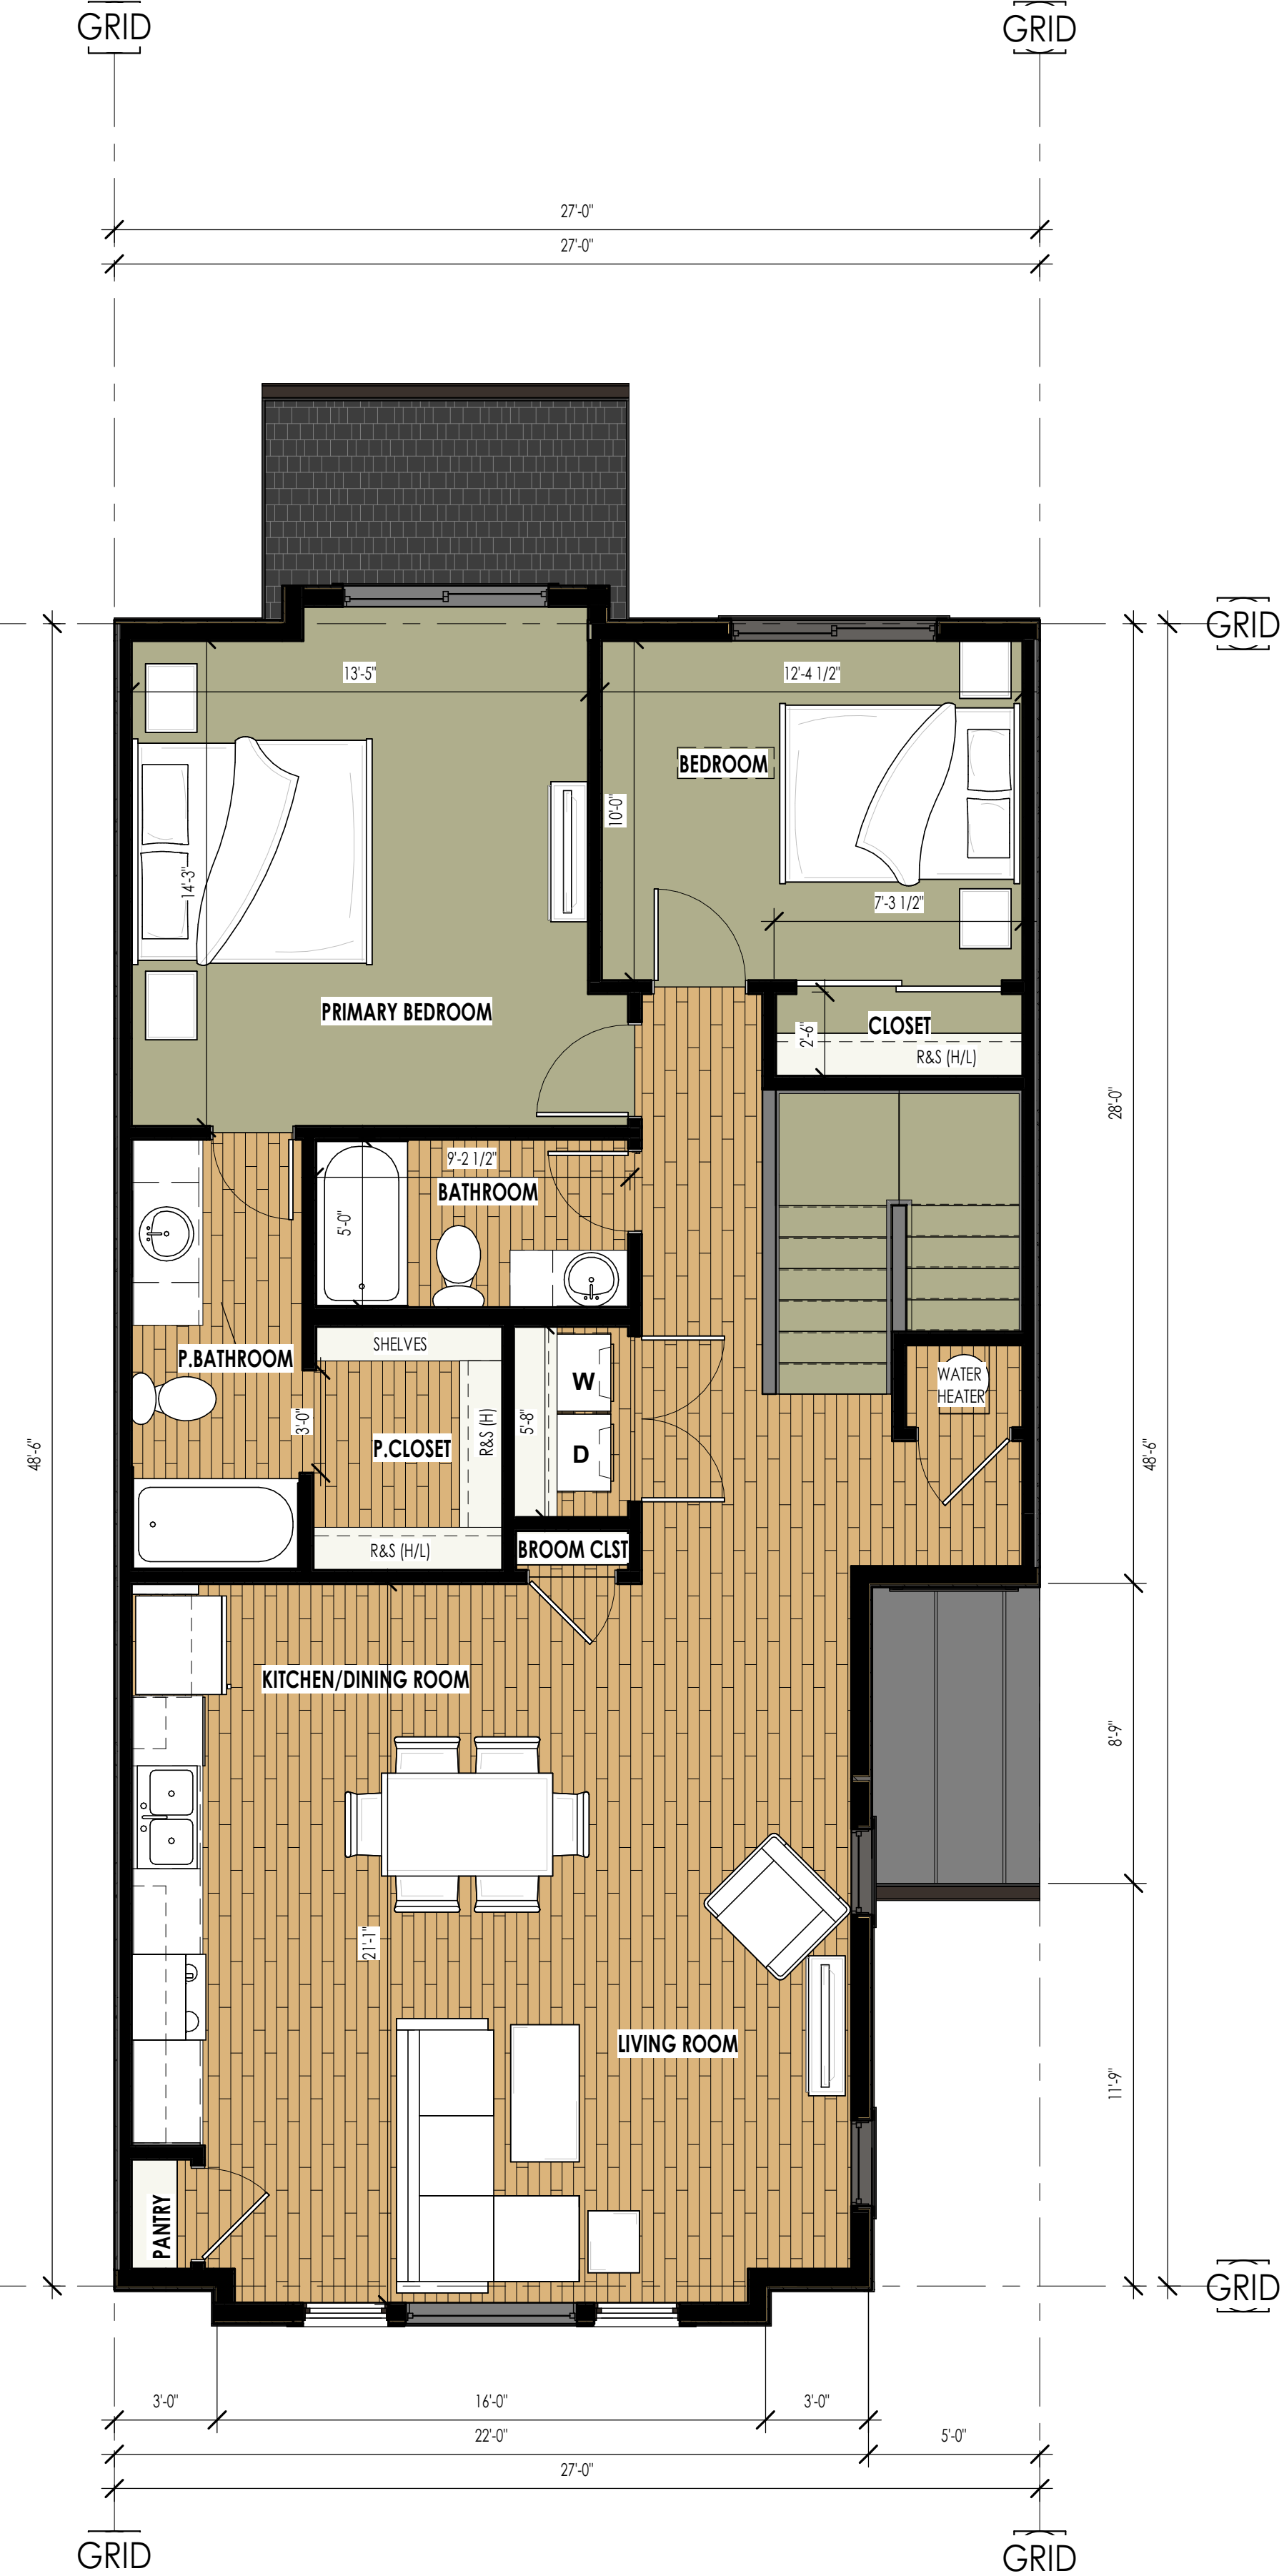 GRID
GRID
27'-0"
27'-0"
GRID
13'-5"
12'-4 1/2"
BEDROOM
10'-0"
14'-3"
7'-3 1/2"
PRIMARY BEDROOM
CLOSET
2'-6"
R&S (H/L)
28'-0"
9'-2 1/2"
BATHROOM
5'-0"
SHELVES
P.BATHROOM
WATER
HEATER
W
3'-0"
R&S (H)
5'-8"
P.CLOSET
D
48'-6"
48'-6"
R&S (H/L)
BROOM CLST
KITCHEN/DINING ROOM
8'-9"
21'-1"
LIVING ROOM
11'-9"
PANTRY
GRID
3'-0"
16'-0"
3'-0"
22'-0"
5'-0"
27'-0"
GRID
GRID